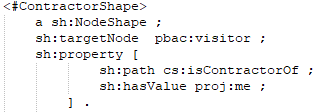 <#ContractorShape>
a sh:NodeShape ;
sh:targetNode pbac:visitor ;
sh:property [
sh:path cs:isContractorOf ;
sh:hasValue proj:me ;
] .